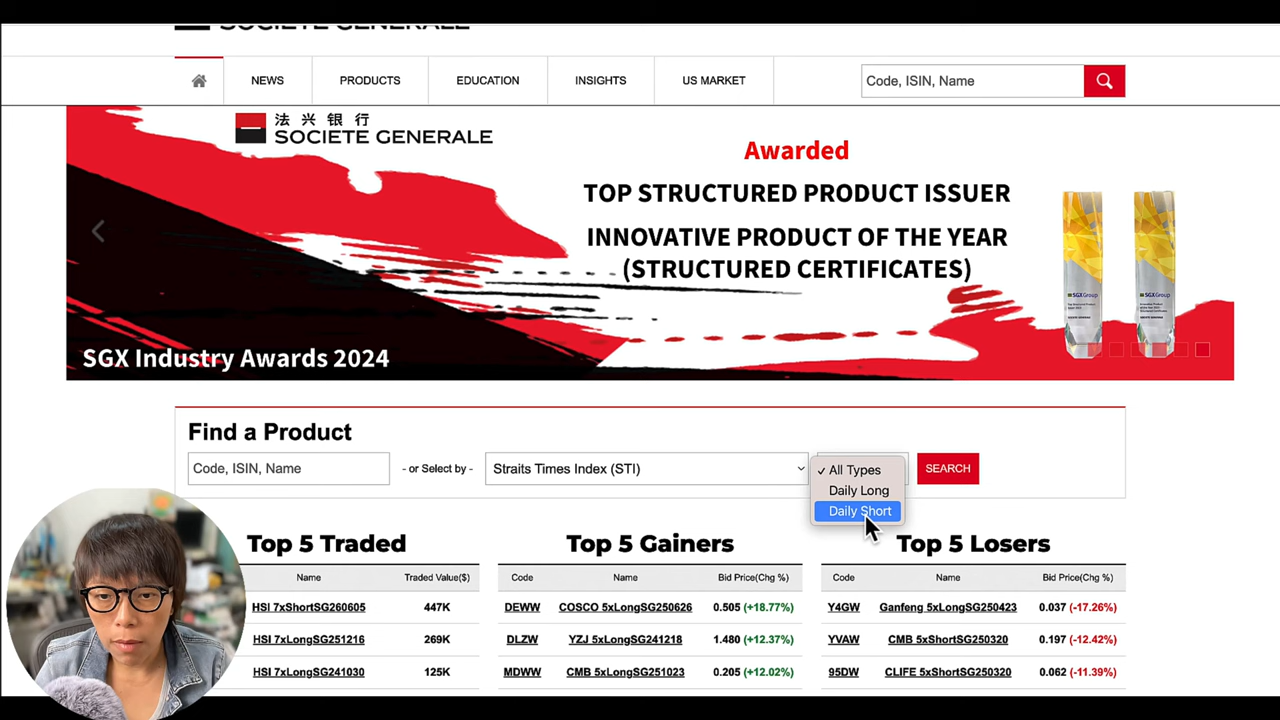 SOCIETE GENERALE
NEWS
PRODUCTS
EDUCATION
INSIGHTS
US MARKET
Code, ISIN, Name
法 兴 银 行
SOCIETE GENERALE
Awarded
TOP STRUCTURED PRODUCT ISSUER
INNOVATIVE PRODUCT OF THE YEAR
(STRUCTURED CERTIFICATES)
SGXGroup
SGXGroup
SGX Industry Awards 2024
Find a Product
Code, ISIN, Name
- or Select by -
Straits Times Index (STI)
✓ All Types
Daily Long
Daily Short
SEARCH
Top 5 Traded
Name Traded Value($)
HSI 7xShortSG260605 447K
HSI 7xLongSG251216 269K
HSI 7xLongSG241030 125K
Top 5 Gainers
Code Name Bid Price(Chg %)
DEWW COSCO 5xLongSG250626 0.505 (+18.77%)
DLZW YZJ 5xLongSG241218 1.480 (+12.37%)
MDWW CMB 5xLongSG251023 0.205 (+12.02%)
Top 5 Losers
Code Name Bid Price(Chg %)
Y4GW Ganfeng 5xLongSG250423 0.037 (-17.26%)
YVAW CMB 5xShortSG250320 0.197 (-12.42%)
95DW CLIFE 5xShortSG250320 0.062 (-11.39%)